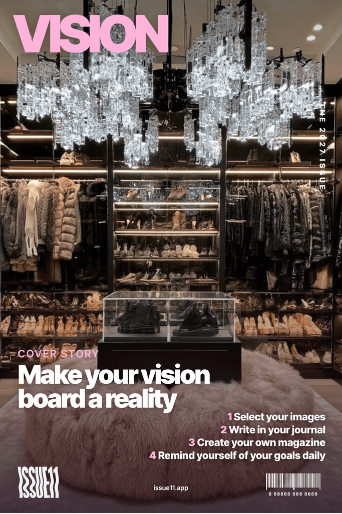 VISION
THE 2027 ISSUE
COVER STORY
Make your vision
board a reality
1 Select your images
2 Write in your journal
3 Create your own magazine
4 Remind yourself of your goals daily
ISSUE11
issue11.app